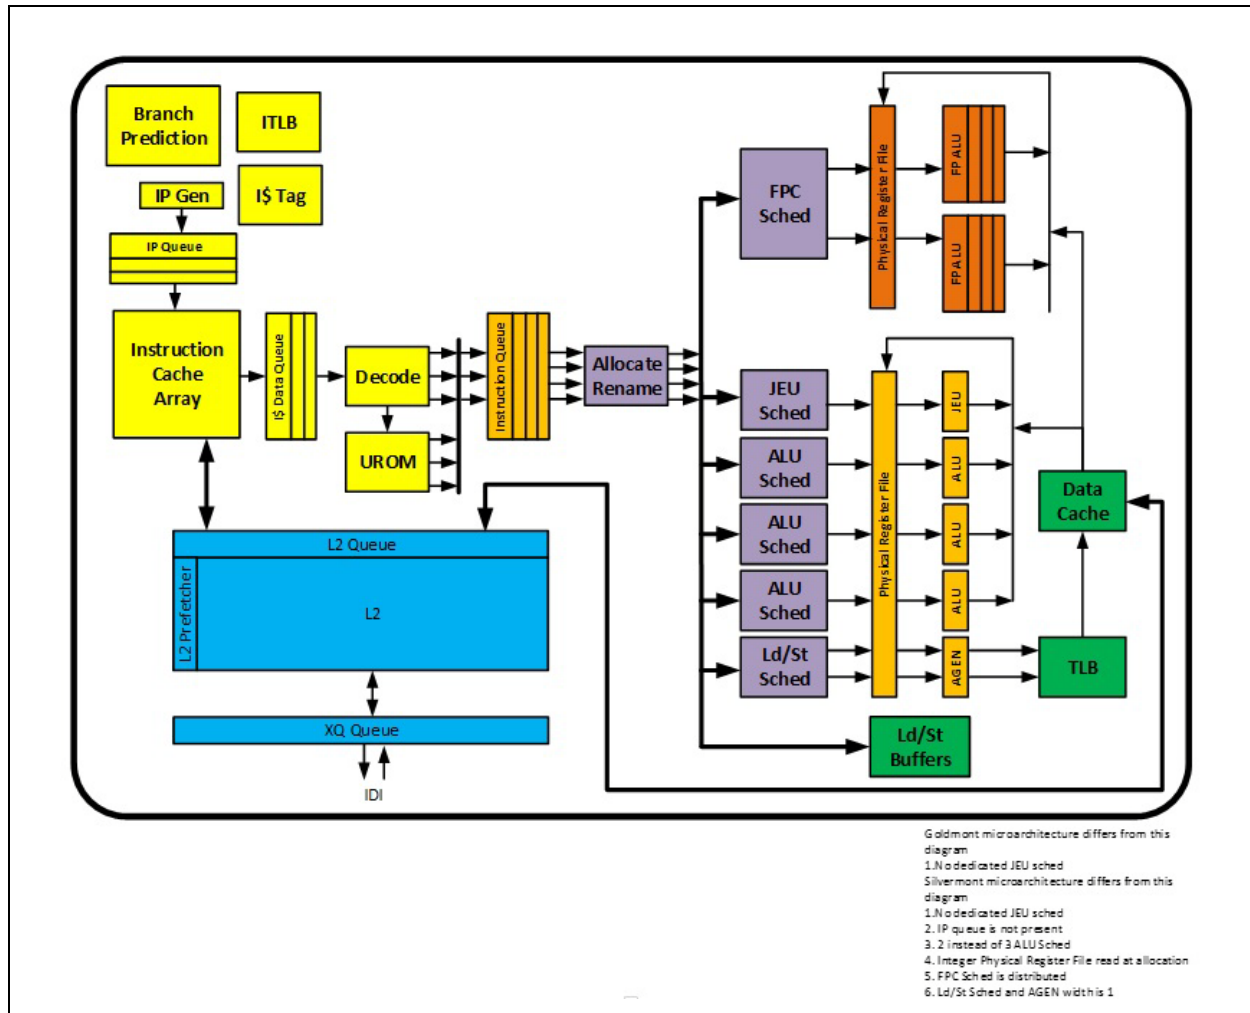 Branch
Prediction
ITLB
IP Gen
I$ Tag
IP Queue
Instruction
Cache
Array
I$ Data Queue
Decode
UROM
Instruction Queue
Allocate
Rename
L2 Queue
L2 Prefetcher
L2
XQ Queue
IDI
FPC
Sched
Physical Register File
FP ALU
FP ALU
JEU
Sched
ALU
Sched
ALU
Sched
ALU
Sched
Ld/St
Sched
Physical Register File
JEU
ALU
ALU
ALU
AGEN
Data
Cache
TLB
Ld/St
Buffers
Goldmont microarchitecture differs from this
diagram
1.No dedicated JEU sched
Silvermont microarchitecture differs from this
diagram
1.No dedicated JEU sched
2. IP queue is not present
3. 2 instead of 3 ALU Sched
4. Integer Physical Register File read at allocation
5. FPC Sched is distributed
6. Ld/St Sched and AGEN width is 1